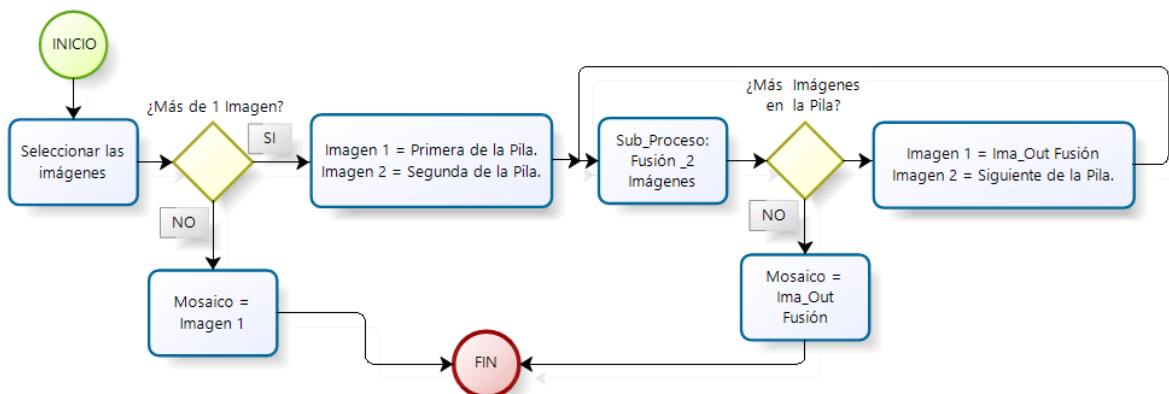 INICIO
Seleccionar las
imágenes
¿Más de 1 Imagen?
SI
NO
Mosaico =
Imagen 1
Imagen 1 = Primera de la Pila.
Imagen 2 = Segunda de la Pila.
Sub_Proceso:
Fusión _2
Imágenes
¿Más Imágenes
en la Pila?
NO
Imagen 1 = Ima_Out Fusión
Imagen 2 = Siguiente de la Pila.
Mosaico =
Ima_Out
Fusión
FIN